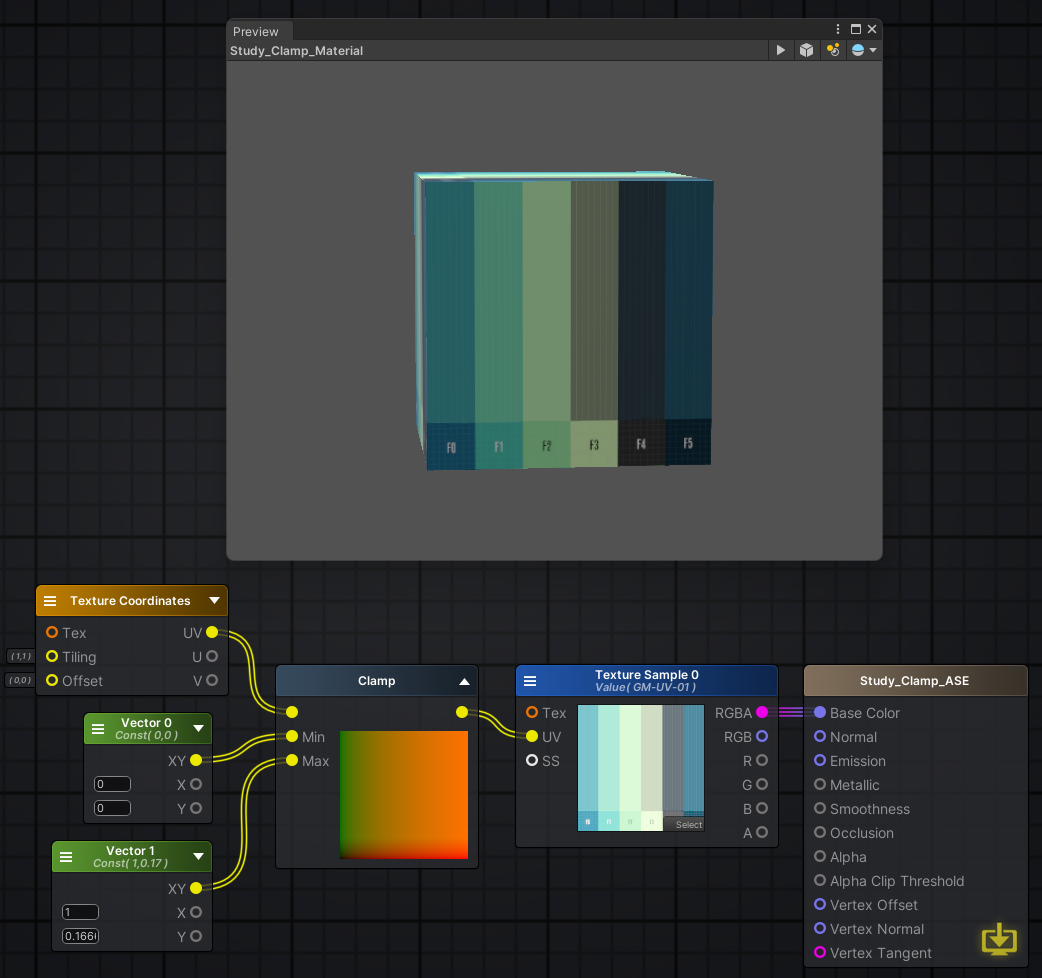 Preview
Study_Clamp_Material
F0 F1 F2 F3 F4 F5
Texture Coordinates
Tex UV
(1,1) Tiling U
(0,0) Offset V
Vector 0
Const( 0,0 )
XY
0 X
0 Y
Vector 1
Const( 1,0.17 )
XY
1 X
0.166 Y
Clamp
Min
Max
Texture Sample 0
Value( GM-UV-01 )
Tex RGBA
UV RGB
SS R
G
B
A
Select
Study_Clamp_ASE
Base Color
Normal
Emission
Metallic
Smoothness
Occlusion
Alpha
Alpha Clip Threshold
Vertex Offset
Vertex Normal
Vertex Tangent